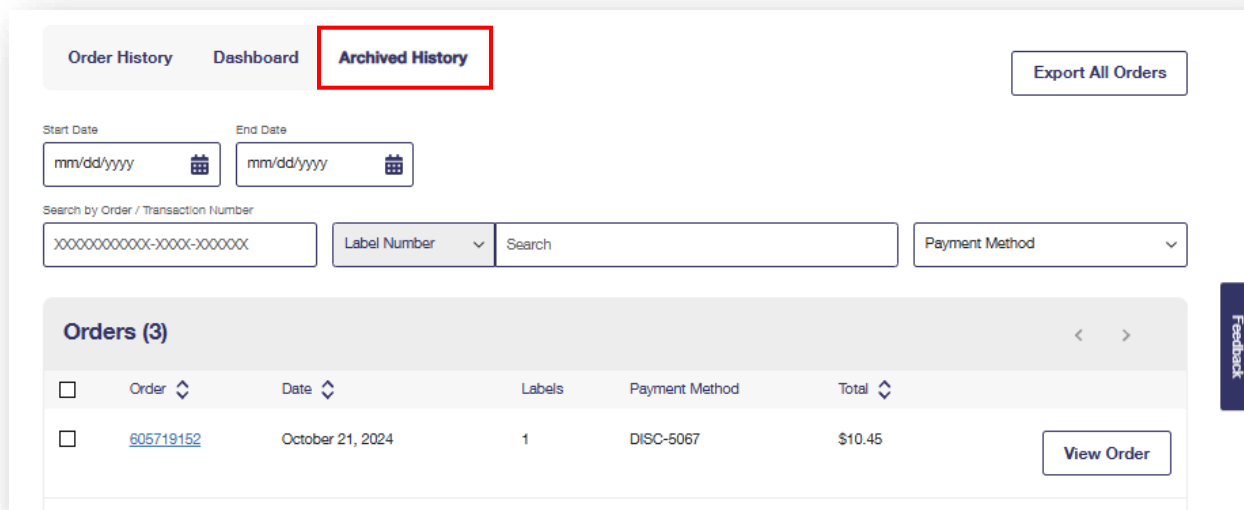 Order History Dashboard Archived History
Export All Orders
Start Date End Date
mm/dd/yyyy mm/dd/yyyy
Search by Order / Transaction Number
XXXXXXXXXXX-XXXX-XXXXXX Label Number Search Payment Method
Feedback
Orders (3)
Order Date Labels Payment Method Total
605719152 October 21, 2024 1 DISC-5067 $10.45 View Order